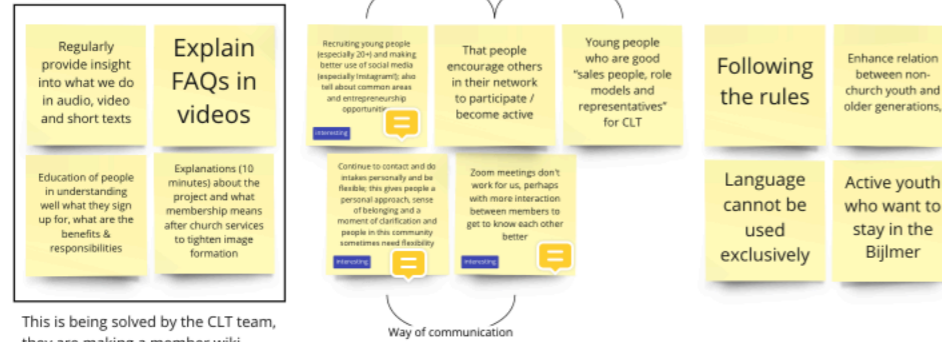 Regularly
provide insight
into what we do
in audio, video
and short texts
Explain
FAQs in
videos
Education of people
in understanding
well what they sign
up for, what are the
benefits &
responsibilities
Explanations (10
minutes) about the
project and what
membership means
after church services
to tighten image
formation
This is being solved by the CLT team,
they are making a member wiki
Recruiting young people
(especially 20+) and making
better use of social media
(especially Instagram!); also
tell about common areas
and entrepreneurship
opportunities
interesting
That people
encourage others
in their network
to participate /
become active
Young people
who are good
"sales people, role
models and
representatives"
for CLT
Continue to contact and do
intakes personally and be
flexible; this gives people a
personal approach, sense
of belonging and a
moment of clarification and
people in this community
sometimes need flexibility
interesting
Zoom meetings don't
work for us, perhaps
with more interaction
between members to
get to know each other
better
interesting
Way of communication
Following
the rules
Enhance relation
between non-
church youth and
older generations,
Language
cannot be
used
exclusively
Active youth
who want to
stay in the
Bijlmer